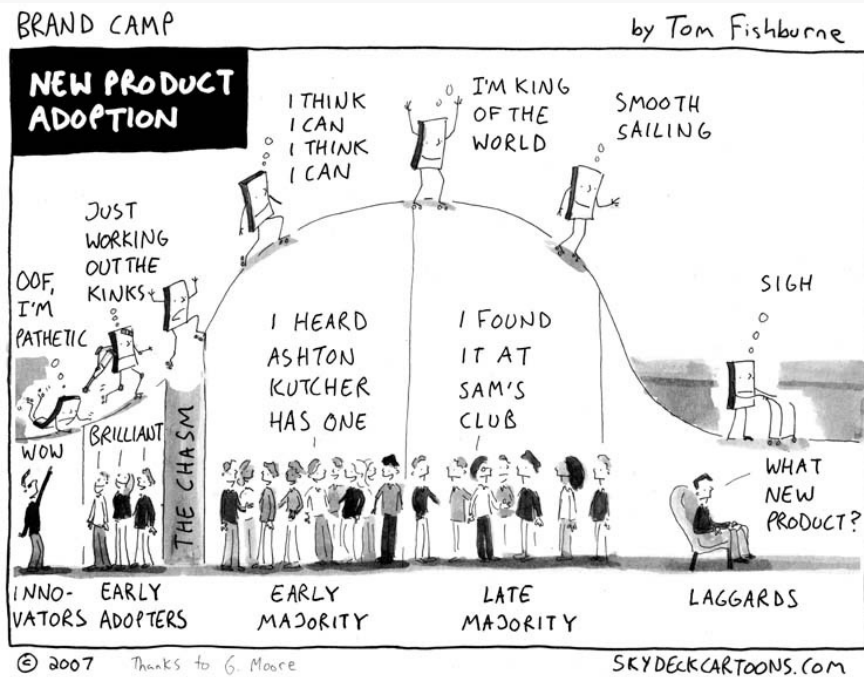 BRAND CAMP
by Tom Fishburne
NEW PRODUCT
ADOPTION
OOF,
I'M
PATHETIC
JUST
WORKING
OUT THE
KINKS
I THINK
I CAN
I THINK
I CAN
I'M KING
OF THE
WORLD
SMOOTH
SAILING
SIGH
WOW
BRILLIANT
THE CHASM
I HEARD
ASHTON
KUTCHER
HAS ONE
I FOUND
IT AT
SAM'S
CLUB
WHAT
NEW
PRODUCT?
INNO-
VATORS
EARLY
ADOPTERS
EARLY
MAJORITY
LATE
MAJORITY
LAGGARDS
© 2007
Thanks to G. Moore
SKYDECKCARTOONS.COM